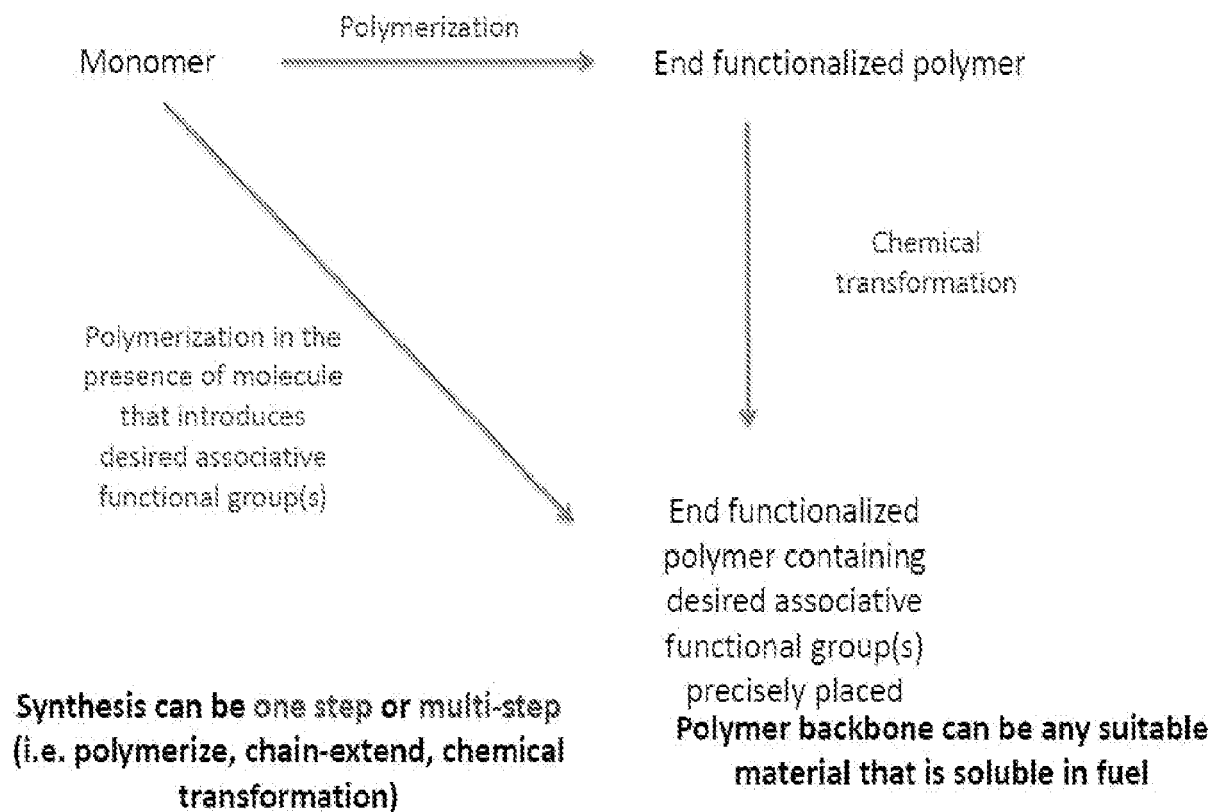 Polymerization
Monomer
End functionalized polymer
Chemical
transformation
Polymerization in the
presence of molecule
that introduces
desired associative
functional group(s)
End functionalized
polymer containing
desired associative
functional group(s)
precisely placed
Synthesis can be one step or multi-step
(i.e. polymerize, chain-extend, chemical
transformation)
Polymer backbone can be any suitable
material that is soluble in fuel